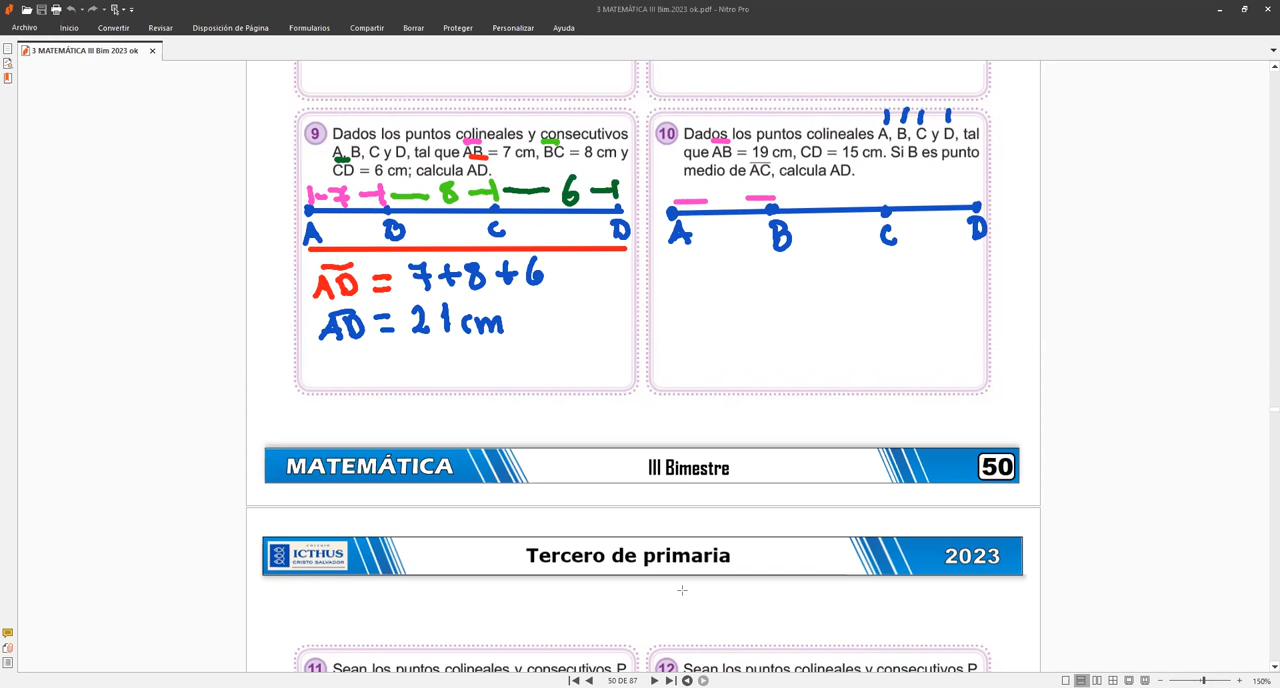 3 MATEMÁTICA III Bim.2023 ok.pdf - Nitro Pro
Archivo Inicio Convertir Revisar Disposición de Página Formularios Compartir Borrar Proteger Personalizar Ayuda
3 MATEMÁTICA III Bim 2023 ok
9 Dados los puntos colineales y consecutivos
A, B, C y D, tal que AB = 7 cm, BC = 8 cm y
CD = 6 cm; calcula AD.
7 8 6
A B C D
AD = 7+8+6
AD = 21 cm
10 Dados los puntos colineales A, B, C y D, tal
que AB = 19 cm, CD = 15 cm. Si B es punto
medio de AC, calcula AD.
A B C D
MATEMÁTICA III Bimestre 50
COLEGIO
ICTHUS
CRISTO SALVADOR
Tercero de primaria 2023
11 Sean los puntos colineales y consecutivos P,
12 Sean los puntos colineales y consecutivos P,
50 DE 87
150%